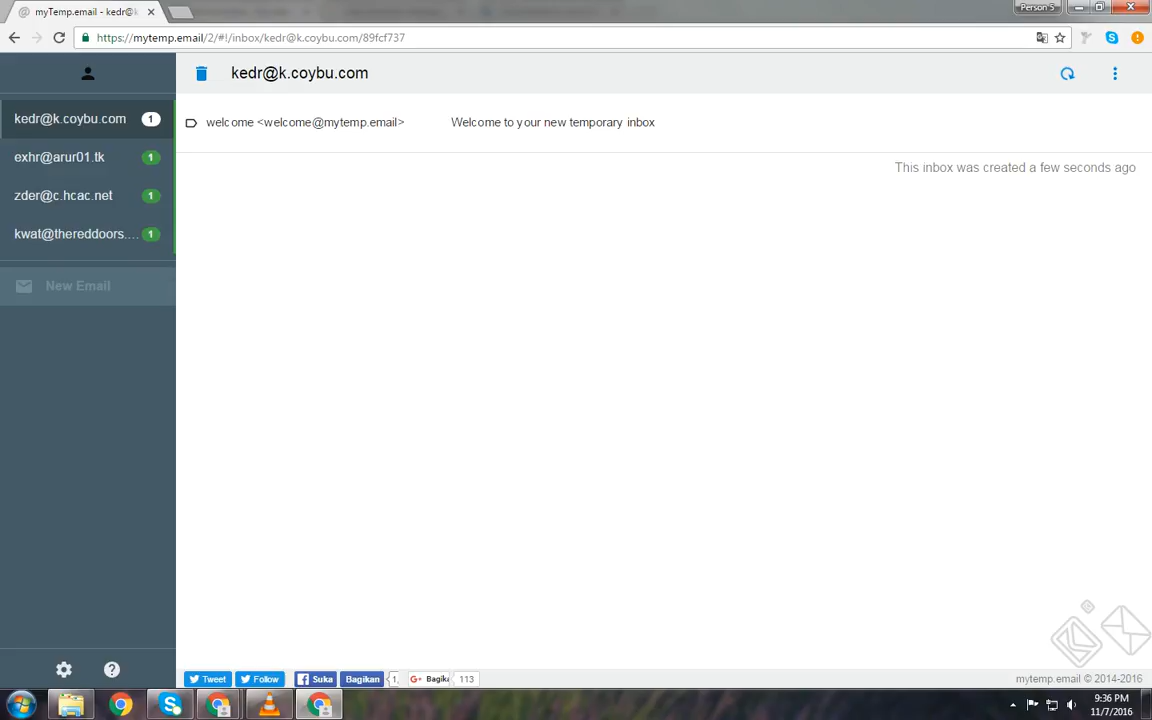 myTemp.email - kedr@k
Person 5
https://mytemp.email/2/#!/inbox/kedr@k.coybu.com/89fcf737
kedr@k.coybu.com
kedr@k.coybu.com 1
welcome <welcome@mytemp.email> Welcome to your new temporary inbox
exhr@arur01.tk 1
This inbox was created a few seconds ago
zder@c.hcac.net 1
kwat@thereddoors.... 1
New Email
Tweet Follow Suka Bagikan 1 G+ Bagik 113
mytemp.email © 2014-2016
9:36 PM
11/7/2016